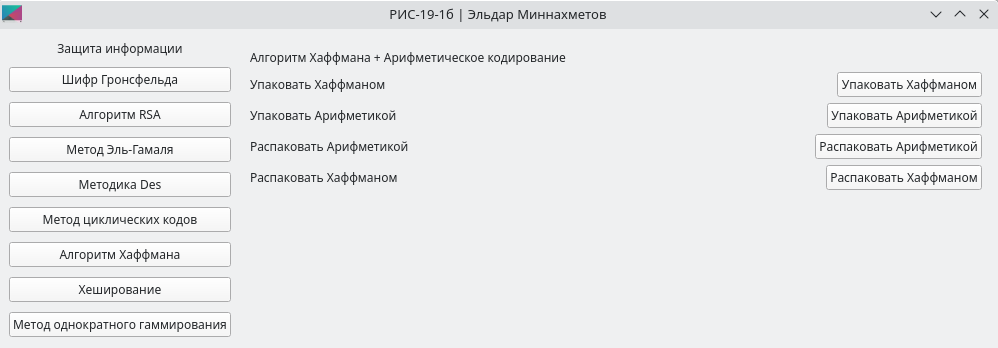 РИС-19-1б | Эльдар Миннахметов
Защита информации
Шифр Гронсфельда
Алгоритм RSA
Метод Эль-Гамаля
Методика Des
Метод циклических кодов
Алгоритм Хаффмана
Хеширование
Метод однократного гаммирования
Алгоритм Хаффмана + Арифметическое кодирование
Упаковать Хаффманом Упаковать Хаффманом
Упаковать Арифметикой Упаковать Арифметикой
Распаковать Арифметикой Распаковать Арифметикой
Распаковать Хаффманом Распаковать Хаффманом